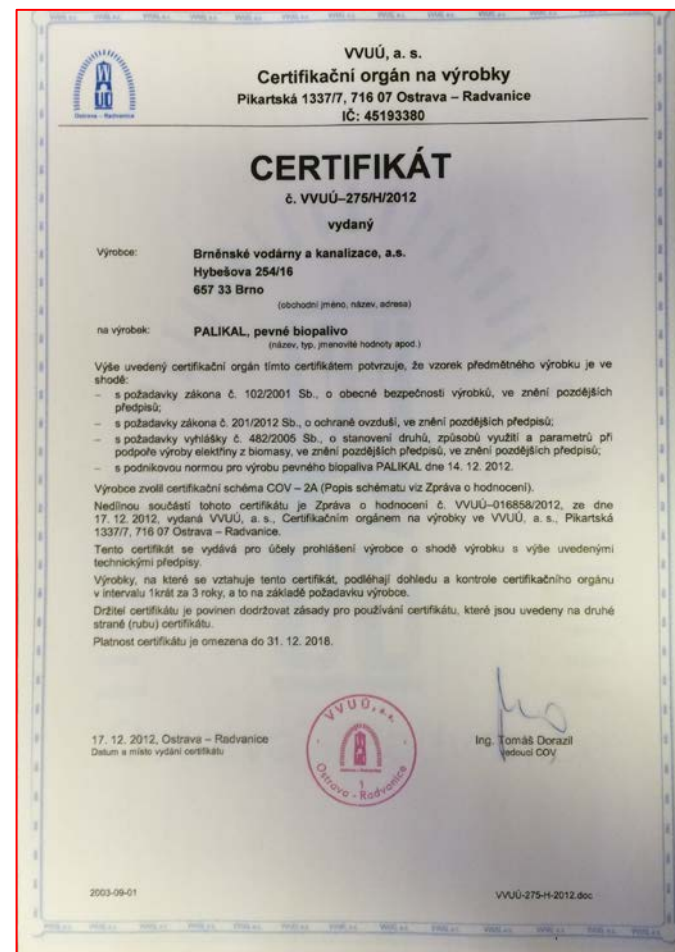 VVUÚ, a. s.
Certifikační orgán na výrobky
Pikartská 1337/7, 716 07 Ostrava – Radvanice
IČ: 45193380
Ostrava – Radvanice
CERTIFIKÁT
č. VVUÚ–275/H/2012
vydaný
Výrobce: Brněnské vodárny a kanalizace, a.s.
Hybešova 254/16
657 33 Brno
(obchodní jméno, název, adresa)
na výrobek: PALIKAL, pevné biopalivo
(název, typ, jmenovité hodnoty apod.)
Výše uvedený certifikační orgán tímto certifikátem potvrzuje, že vzorek předmětného výrobku je ve
shodě:
– s požadavky zákona č. 102/2001 Sb., o obecné bezpečnosti výrobků, ve znění pozdějších
předpisů;
– s požadavky zákona č. 201/2012 Sb., o ochraně ovzduší, ve znění pozdějších předpisů;
– s požadavky vyhlášky č. 482/2005 Sb., o stanovení druhů, způsobů využití a parametrů při
podpoře výroby elektřiny z biomasy, ve znění pozdějších předpisů, ve znění pozdějších předpisů;
– s podnikovou normou pro výrobu pevného biopaliva PALIKAL dne 14. 12. 2012.
Výrobce zvolil certifikační schéma COV – 2A (Popis schématu viz Zpráva o hodnocení).
Nedílnou součástí tohoto certifikátu je Zpráva o hodnocení č. VVUÚ–016858/2012, ze dne
17. 12. 2012, vydaná VVUÚ, a. s., Certifikačním orgánem na výrobky ve VVUÚ, a. s., Pikartská
1337/7, 716 07 Ostrava – Radvanice.
Tento certifikát se vydává pro účely prohlášení výrobce o shodě výrobku s výše uvedenými
technickými předpisy.
Výrobky, na které se vztahuje tento certifikát, podléhají dohledu a kontrole certifikačního orgánu
v intervalu 1krát za 3 roky, a to na základě požadavku výrobce.
Držitel certifikátu je povinen dodržovat zásady pro používání certifikátu, které jsou uvedeny na druhé
straně (rubu) certifikátu.
Platnost certifikátu je omezena do 31. 12. 2018.
17. 12. 2012, Ostrava – Radvanice
Datum a místo vydání certifikátu
VVUÚ, a.s.
1
Ostrava - Radvanice
Ing. Tomáš Dorazil
vedoucí COV
2003-09-01
VVUÚ-275-H-2012.doc